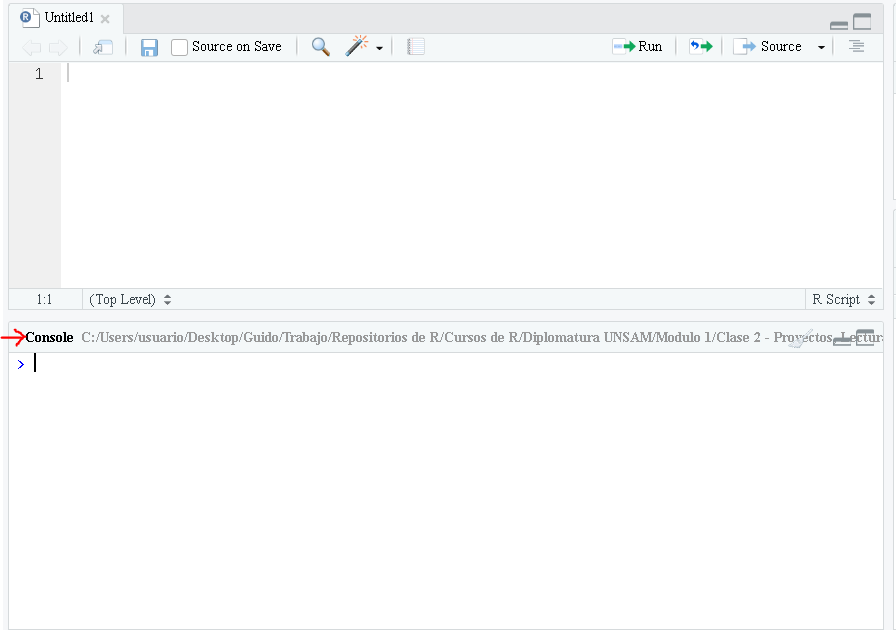 Untitled1
Source on Save
Run
Source
1
1:1
(Top Level)
R Script
Console C:/Users/usuario/Desktop/Guido/Trabajo/Repositorios de R/Cursos de R/Diplomatura UNSAM/Modulo 1/Clase 2 - Proyectos, Lectura
>